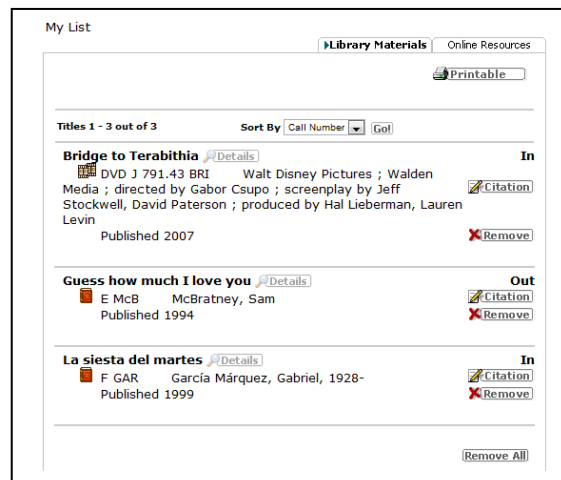 My List
Library Materials Online Resources
Printable
Titles 1 - 3 out of 3 Sort By Call Number Go!
Bridge to Terabithia Details In
DVD J 791.43 BRI Walt Disney Pictures ; Walden
Media ; directed by Gabor Csupo ; screenplay by Jeff Citation
Stockwell, David Paterson ; produced by Hal Lieberman, Lauren
Levin
Published 2007 Remove
Guess how much I love you Details Out
E McB McBratney, Sam Citation
Published 1994 Remove
La siesta del martes Details In
F GAR García Márquez, Gabriel, 1928- Citation
Published 1999 Remove
Remove All